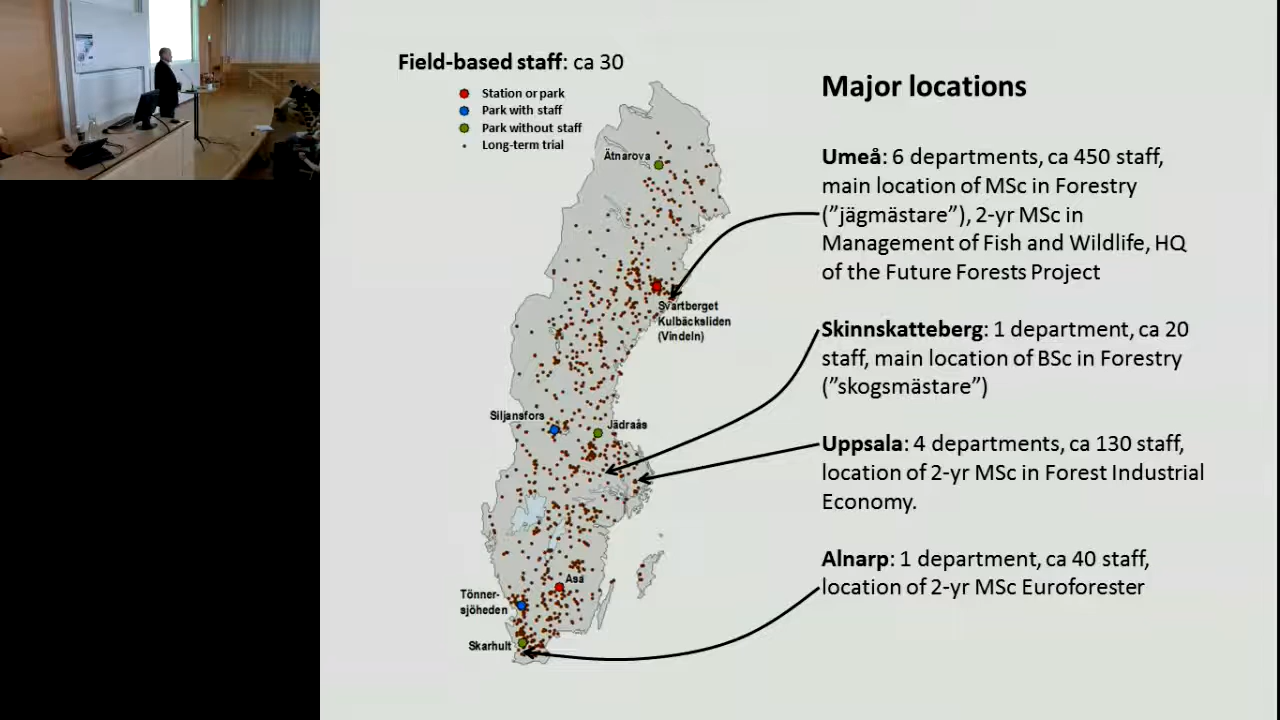 Field-based staff: ca 30
Station or park
Park with staff
Park without staff
Long-term trial
Ätnarova
Svartberget
Kulbäcksliden
(Vindeln)
Siljansfors
Jädraås
Asa
Tönner-
sjöheden
Skarhult
Major locations
Umeå: 6 departments, ca 450 staff,
main location of MSc in Forestry
(”jägmästare”), 2-yr MSc in
Management of Fish and Wildlife, HQ
of the Future Forests Project
Skinnskatteberg: 1 department, ca 20
staff, main location of BSc in Forestry
(”skogsmästare”)
Uppsala: 4 departments, ca 130 staff,
location of 2-yr MSc in Forest Industrial
Economy.
Alnarp: 1 department, ca 40 staff,
location of 2-yr MSc Euroforester